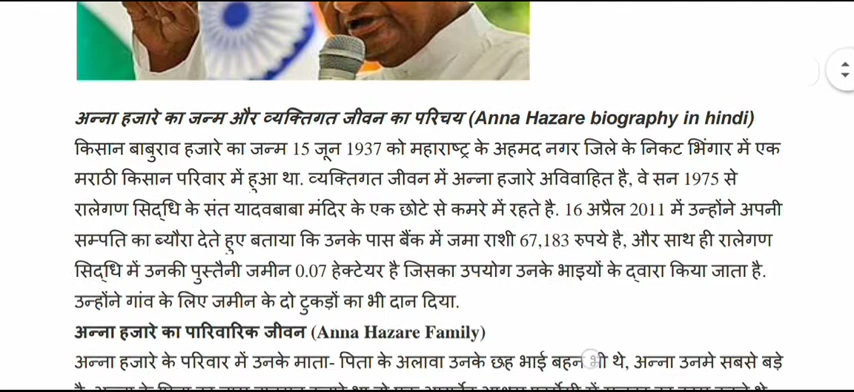 अन्ना हजारे का जन्म और व्यक्तिगत जीवन का परिचय (Anna Hazare biography in hindi)
किसान बाबुराव हजारे का जन्म 15 जून 1937 को महाराष्ट्र के अहमद नगर जिले के निकट भिंगार में एक
मराठी किसान परिवार में हुआ था. व्यक्तिगत जीवन में अन्ना हजारे अविवाहित है, वे सन 1975 से
रालेगण सिद्धि के संत यादवबाबा मंदिर के एक छोटे से कमरे में रहते है. 16 अप्रैल 2011 में उन्होंने अपनी
सम्पति का ब्यौरा देते हुए बताया कि उनके पास बैंक में जमा राशी 67,183 रुपये है, और साथ ही रालेगण
सिद्धि में उनकी पुस्तैनी जमीन 0.07 हेक्टेयर है जिसका उपयोग उनके भाइयों के द्वारा किया जाता है.
उन्होंने गांव के लिए जमीन के दो टुकड़ों का भी दान दिया.
अन्ना हजारे का पारिवारिक जीवन (Anna Hazare Family)
अन्ना हजारे के परिवार में उनके माता- पिता के अलावा उनके छह भाई बहन भी थे, अन्ना उनमे सबसे बड़े